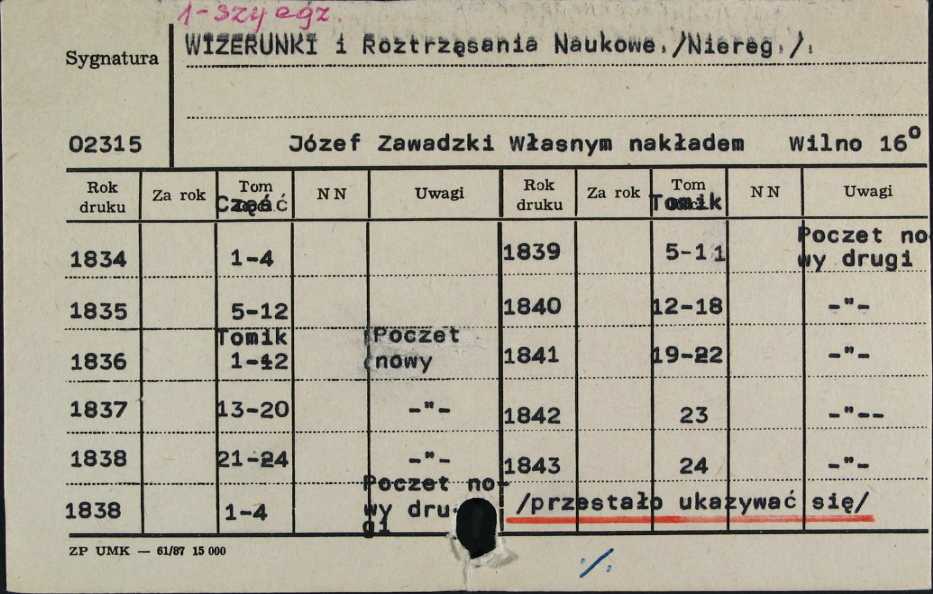 1-szy egz.
Sygnatura
WIZERUNKI i Roztrząsania Naukowe./Niereg./.
02315
Józef Zawadzki Własnym nakładem Wilno 16°
Rok druku Za rok Tom Część NN Uwagi Rok druku Za rok Tom Tomik NN Uwagi
1834 1-4 1839 5-11 Poczet nowy drugi
1835 5-12 1840 12-18 -"-
1836 Tomik 1-12 Poczet nowy 1841 19-22 -"-
1837 13-20 -"- 1842 23 -"--
1838 21-24 -"- 1843 24 -"-
1838 1-4 Poczet nowy drugi /przestało ukazywać się/
ZP UMK — 61/87 15 000
·/.